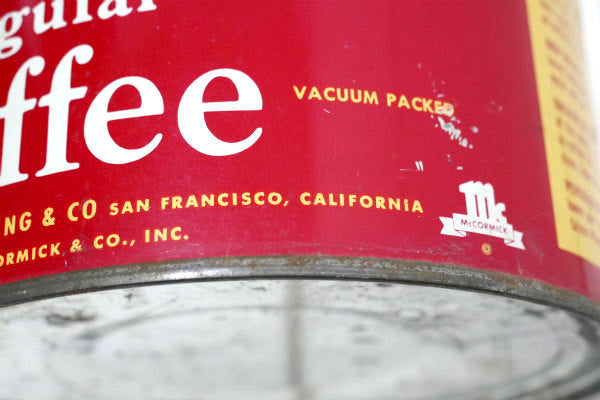 gular
ffee
VACUUM PACKED
NG & CO SAN FRANCISCO, CALIFORNIA
ORMICK & CO., INC.
Mc
McCORMICK